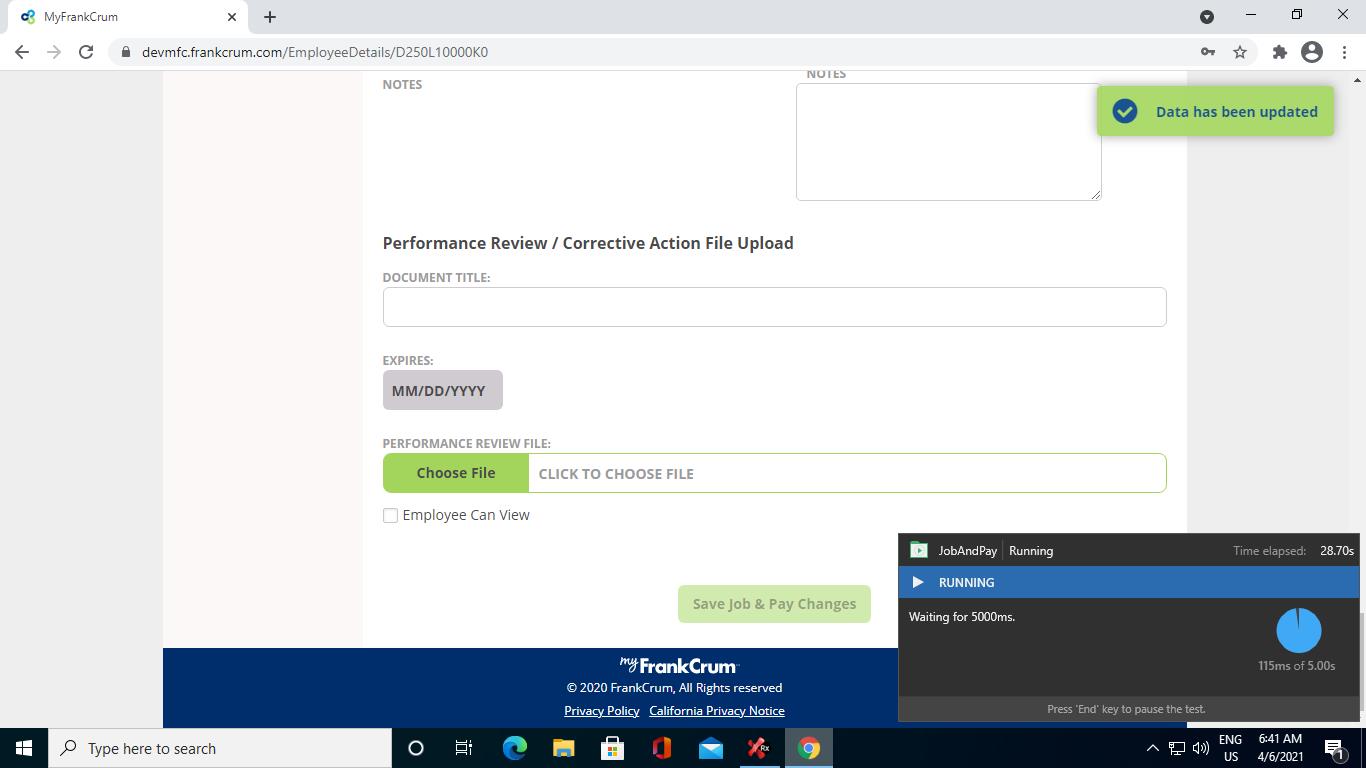 MyFrankCrum
devmfc.frankcrum.com/EmployeeDetails/D250L10000K0
NOTES
NOTES
Data has been updated
Performance Review / Corrective Action File Upload
DOCUMENT TITLE:
EXPIRES:
MM/DD/YYYY
PERFORMANCE REVIEW FILE:
Choose File CLICK TO CHOOSE FILE
Employee Can View
Save Job & Pay Changes
JobAndPay Running Time elapsed: 28.70s
RUNNING
Waiting for 5000ms.
115ms of 5.00s
Press 'End' key to pause the test.
my FrankCrum
© 2020 FrankCrum, All Rights reserved
Privacy Policy California Privacy Notice
Type here to search
Rx
ENG
US
6:41 AM
4/6/2021
1